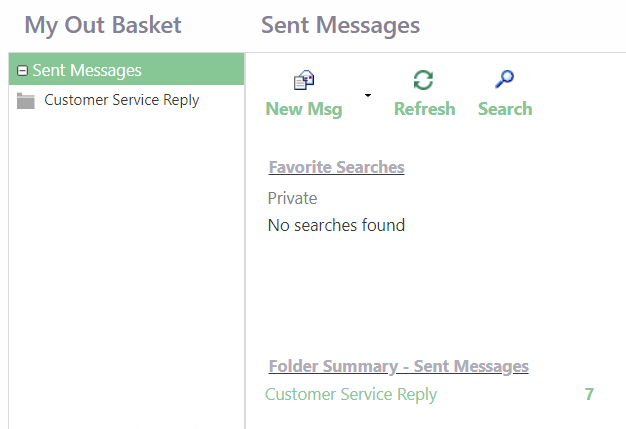 My Out Basket
Sent Messages
Customer Service Reply
Sent Messages
New Msg Refresh Search
Favorite Searches
Private
No searches found
Folder Summary - Sent Messages
Customer Service Reply 7